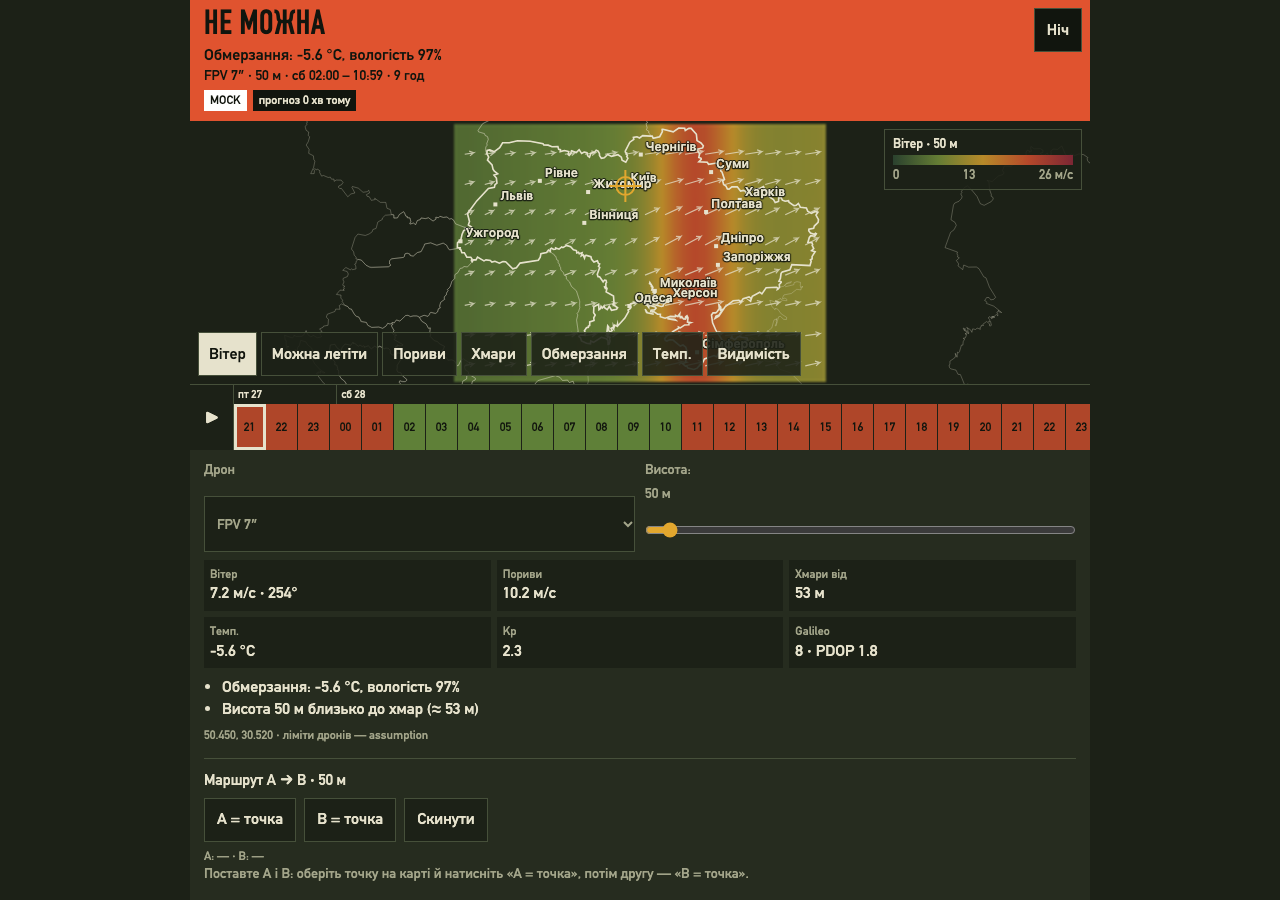 НЕ МОЖНА
Ніч
Обмерзання: -5.6 °C, вологість 97%
FPV 7″ · 50 м · сб 02:00 – 10:59 · 9 год
МОСК
прогноз 0 хв тому
Вітер · 50 м
0 13 26 м/с
Чернігів
Суми
Рівне
Київ
Житомир
Харків
Львів
Полтава
Вінниця
Ужгород
Дніпро
Запоріжжя
Миколаїв
Херсон
Одеса
Сімферополь
Вітер
Можна летіти
Пориви
Хмари
Обмерзання
Темп.
Видимість
пт 27
сб 28
21 22 23 00 01 02 03 04 05 06 07 08 09 10 11 12 13 14 15 16 17 18 19 20 21 22 23
Дрон
Висота:
50 м
FPV 7″
Вітер
7.2 м/с · 254°
Пориви
10.2 м/с
Хмари від
53 м
Темп.
-5.6 °C
Kp
2.3
Galileo
8 · PDOP 1.8
• Обмерзання: -5.6 °C, вологість 97%
• Висота 50 м близько до хмар (≈ 53 м)
50.450, 30.520 · ліміти дронів — assumption
Маршрут A → B · 50 м
A = точка
B = точка
Скинути
A: — · B: —
Поставте A і B: оберіть точку на карті й натисніть «A = точка», потім другу — «B = точка».